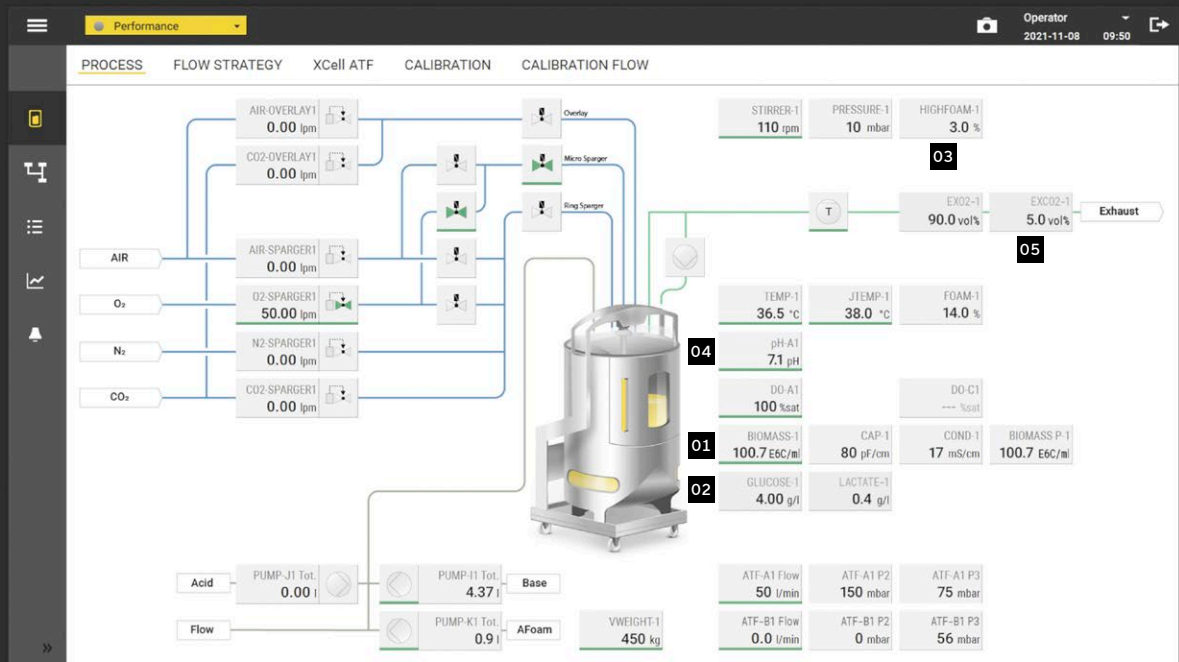 Performance
Operator
2021-11-08 09:50
PROCESS FLOW STRATEGY XCell ATF CALIBRATION CALIBRATION FLOW
AIR-OVERLAY1
0.00 lpm
Overlay
STIRRER-1
110 rpm
PRESSURE-1
10 mbar
HIGHFOAM-1
3.0 %
CO2-OVERLAY1
0.00 lpm
Micro Sparger
03
Ring Sparger
T
EXO2-1
90.0 vol%
EXCO2-1
5.0 vol%
Exhaust
05
AIR
AIR-SPARGER1
0.00 lpm
O₂
O2-SPARGER1
50.00 lpm
TEMP-1
36.5 °C
JTEMP-1
38.0 °C
FOAM-1
14.0 %
N₂
N2-SPARGER1
0.00 lpm
04
pH-A1
7.1 pH
CO₂
CO2-SPARGER1
0.00 lpm
DO-A1
100 %sat
DO-C1
--- %sat
01
BIOMASS-1
100.7 E6C/ml
CAP-1
80 pF/cm
COND-1
17 mS/cm
BIOMASS P-1
100.7 E6C/ml
02
GLUCOSE-1
4.00 g/l
LACTATE-1
0.4 g/l
Acid
PUMP-J1 Tot.
0.00 l
PUMP-I1 Tot.
4.37 l
Base
ATF-A1 Flow
50 l/min
ATF-A1 P2
150 mbar
ATF-A1 P3
75 mbar
Flow
PUMP-K1 Tot.
0.9 l
AFoam
VWEIGHT-1
450 kg
ATF-B1 Flow
0.0 l/min
ATF-B1 P2
0 mbar
ATF-B1 P3
56 mbar